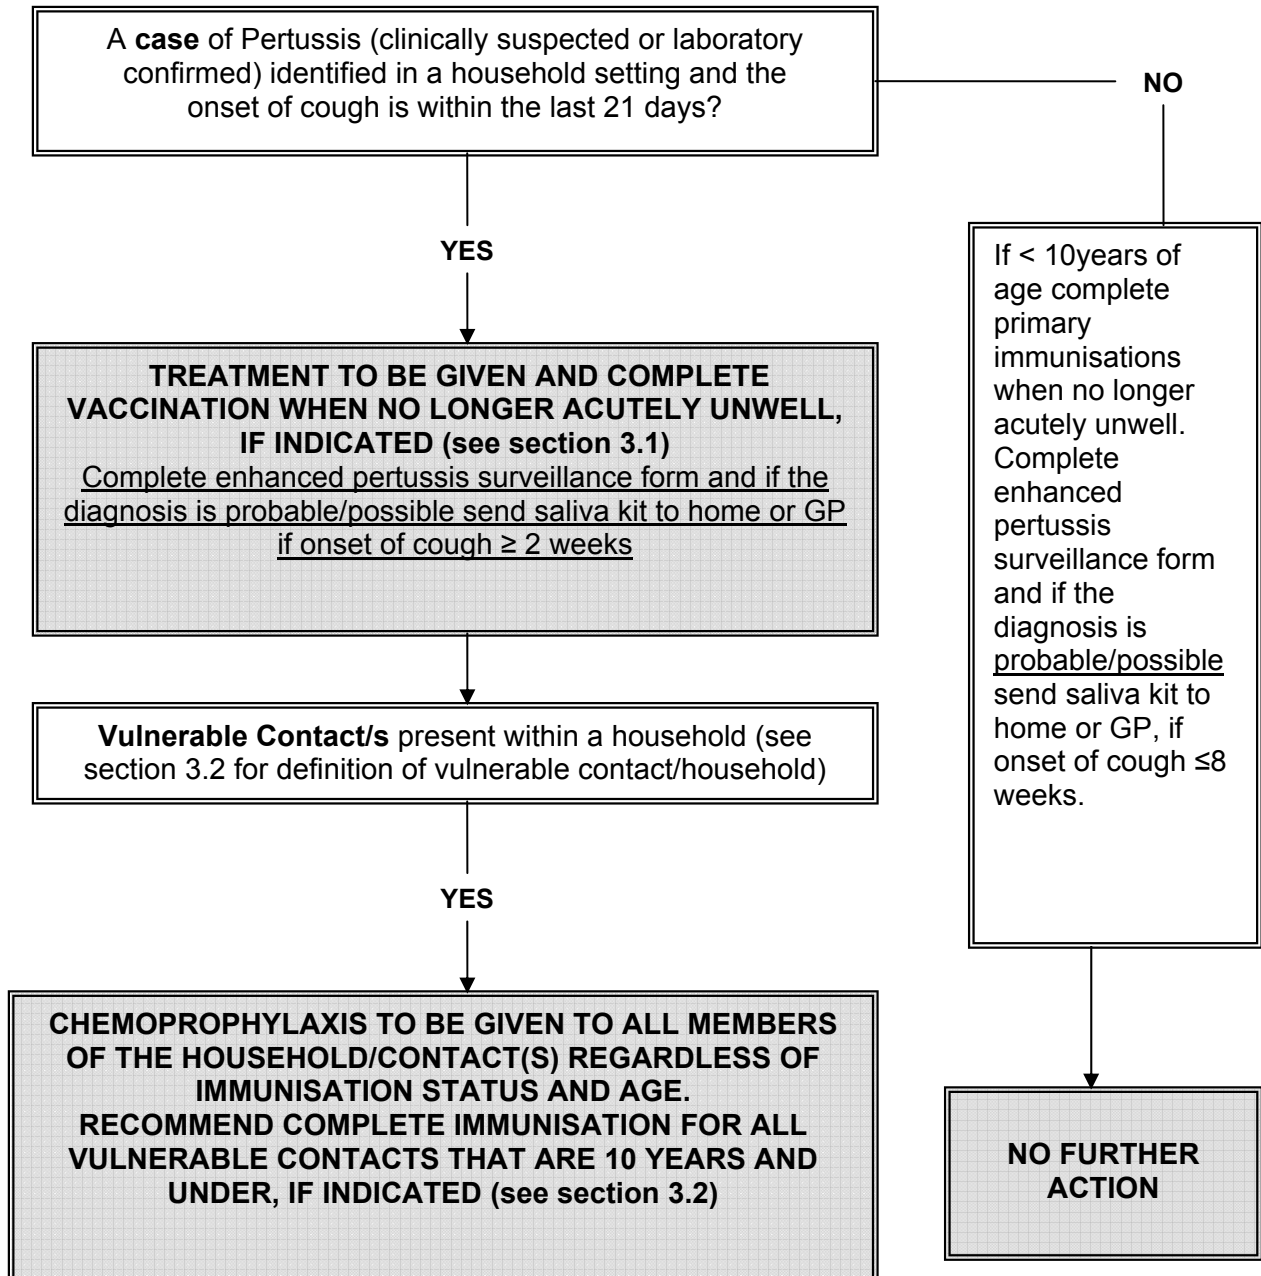 A case of Pertussis (clinically suspected or laboratory
confirmed) identified in a household setting and the
onset of cough is within the last 21 days?
NO
YES
If < 10years of
age complete
primary
immunisations
when no longer
acutely unwell.
Complete
enhanced
pertussis
surveillance form
and if the
diagnosis is
probable/possible
send saliva kit to
home or GP, if
onset of cough ≤8
weeks.
TREATMENT TO BE GIVEN AND COMPLETE
VACCINATION WHEN NO LONGER ACUTELY UNWELL,
IF INDICATED (see section 3.1)
Complete enhanced pertussis surveillance form and if the
diagnosis is probable/possible send saliva kit to home or GP
if onset of cough ≥ 2 weeks
Vulnerable Contact/s present within a household (see
section 3.2 for definition of vulnerable contact/household)
YES
CHEMOPROPHYLAXIS TO BE GIVEN TO ALL MEMBERS
OF THE HOUSEHOLD/CONTACT(S) REGARDLESS OF
IMMUNISATION STATUS AND AGE.
RECOMMEND COMPLETE IMMUNISATION FOR ALL
VULNERABLE CONTACTS THAT ARE 10 YEARS AND
UNDER, IF INDICATED (see section 3.2)
NO FURTHER
ACTION